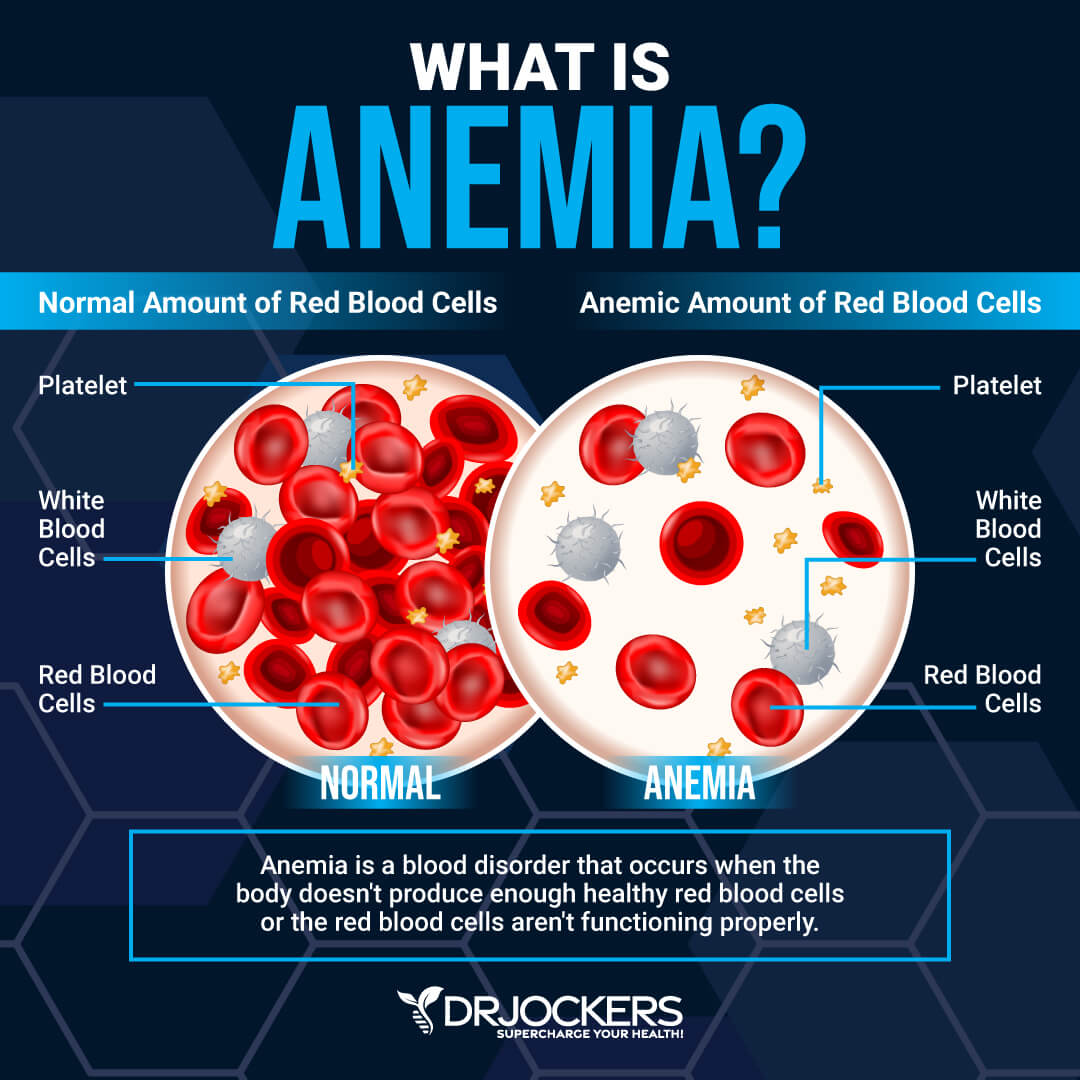 WHAT IS
ANEMIA?
Normal Amount of Red Blood Cells
Anemic Amount of Red Blood Cells
Platelet
White
Blood
Cells
Red Blood
Cells
Platelet
White
Blood
Cells
Red Blood
Cells
NORMAL
ANEMIA
Anemia is a blood disorder that occurs when the
body doesn't produce enough healthy red blood cells
or the red blood cells aren't functioning properly.
DRJOCKERS
SUPERCHARGE YOUR HEALTH!